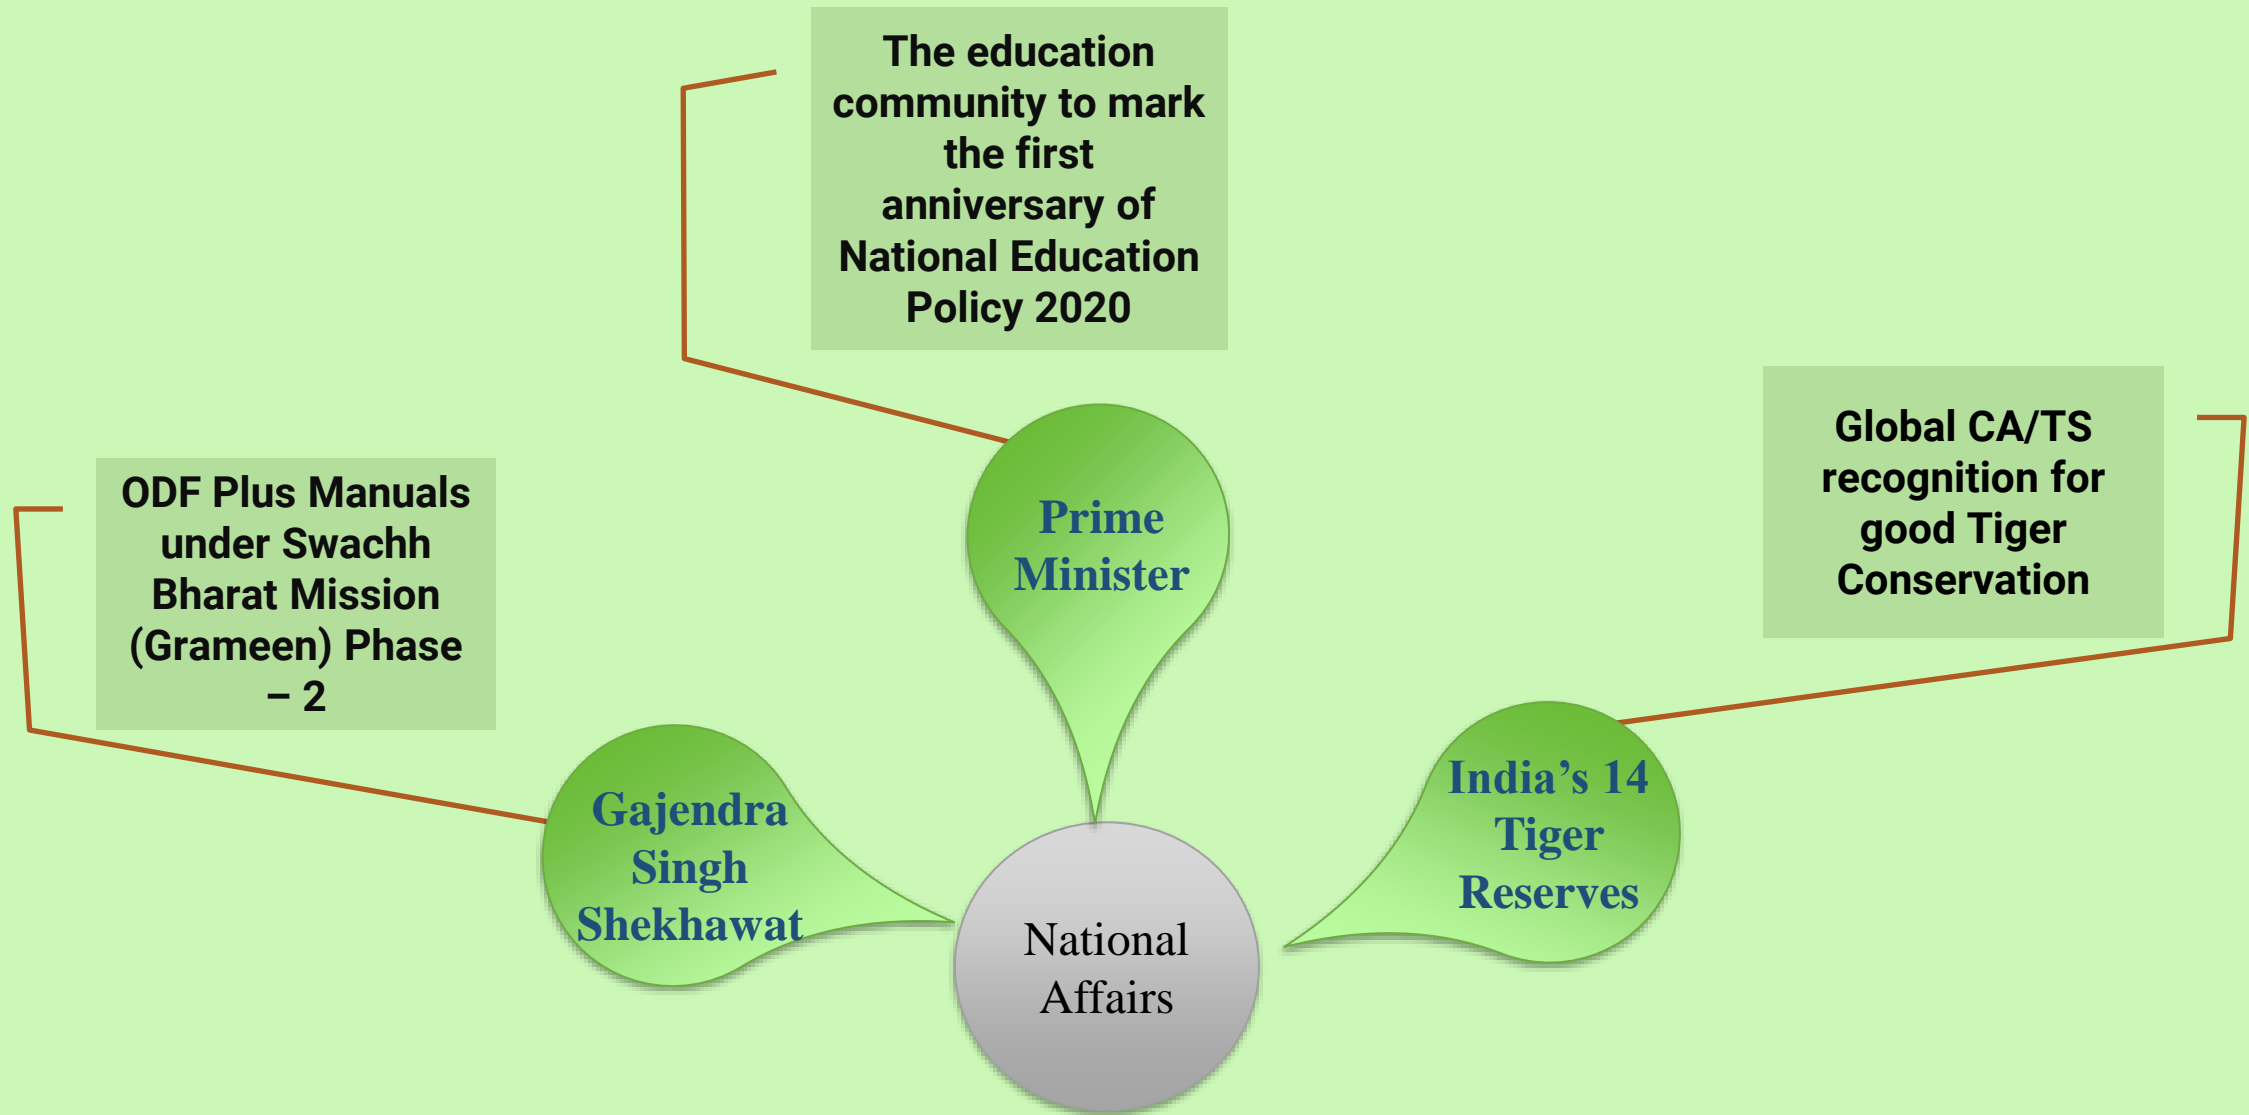 The education
community to mark
the first
anniversary of
National Education
Policy 2020
Global CA/TS
recognition for
good Tiger
Conservation
ODF Plus Manuals
under Swachh
Bharat Mission
(Grameen) Phase
– 2
Prime
Minister
India’s 14
Tiger
Reserves
Gajendra
Singh
Shekhawat
National
Affairs